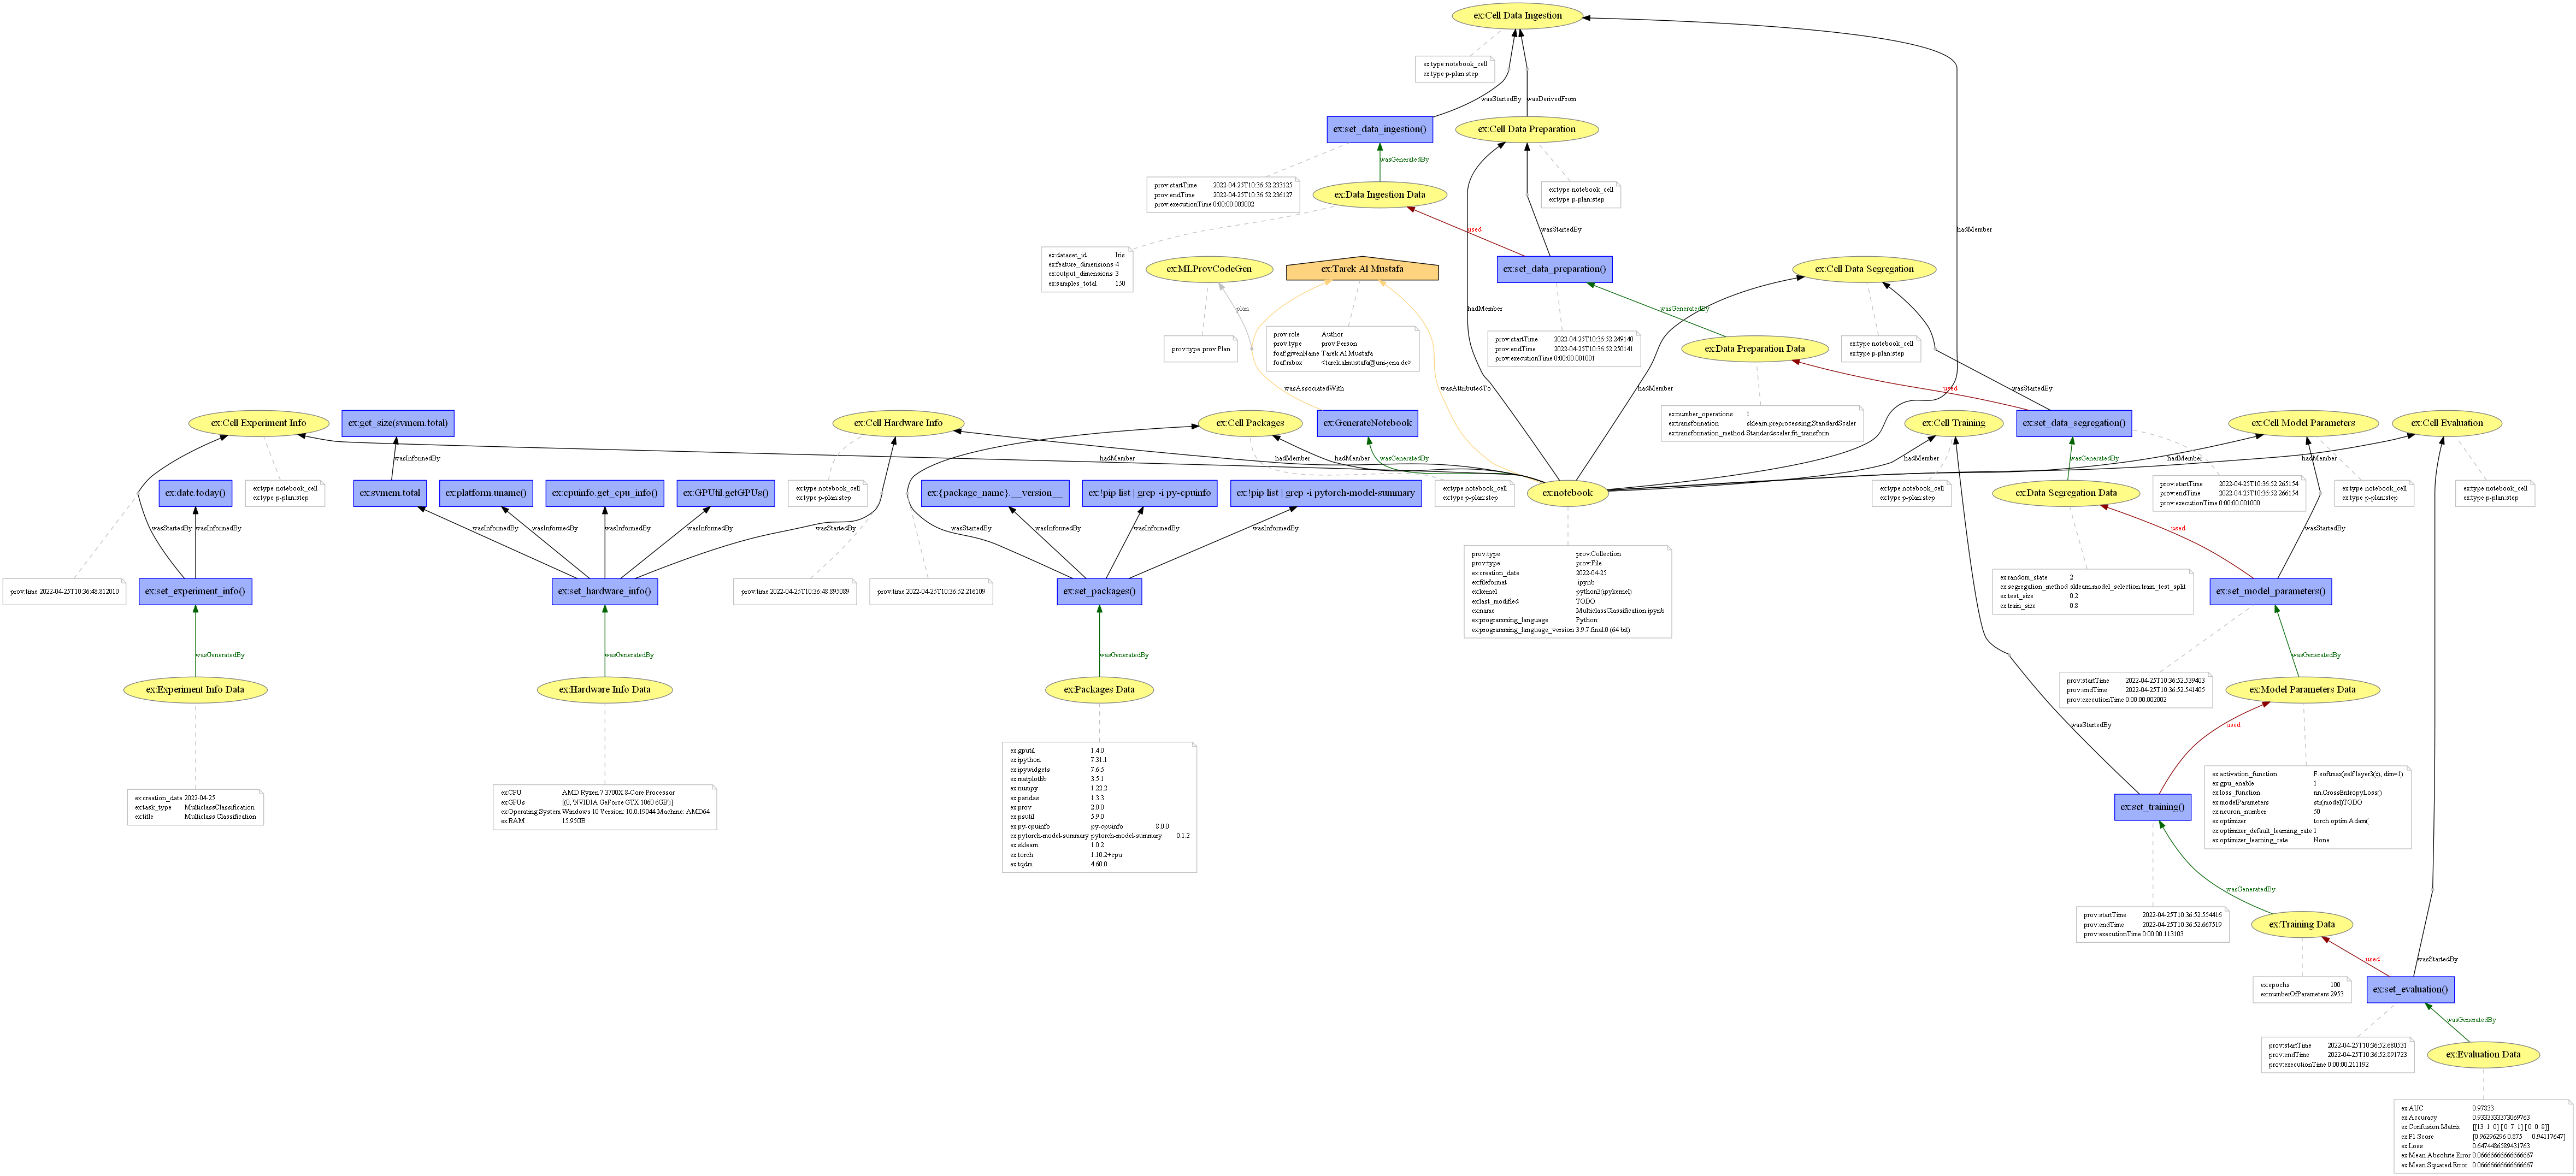 ex:Cell Data Ingestion
ex:type notebook_cell
ex:type p-plan:step
wasStartedBy
wasDerivedFrom
ex:set_data_ingestion()
ex:Cell Data Preparation
wasGeneratedBy
prov:startTime 2022-04-25T10:36:52.233125
prov:endTime 2022-04-25T10:36:52.236127
prov:executionTime 0:00:00.003002
ex:Data Ingestion Data
ex:type notebook_cell
ex:type p-plan:step
used
wasStartedBy
hadMember
ex:dataset_id Iris
ex:feature_dimensions 4
ex:output_dimensions 3
ex:samples_total 150
ex:MLProvCodeGen
ex:Tarek Al Mustafa
ex:set_data_preparation()
ex:Cell Data Segregation
plan
hadMember
wasGeneratedBy
prov:type prov:Plan
prov:role Author
prov:type prov:Person
foaf:givenName Tarek Al Mustafa
foaf:mbox <tarek.almustafa@uni-jena.de>
prov:startTime 2022-04-25T10:36:52.249140
prov:endTime 2022-04-25T10:36:52.250141
prov:executionTime 0:00:00.001001
ex:Data Preparation Data
ex:type notebook_cell
ex:type p-plan:step
wasAssociatedWith
wasAttributedTo
hadMember
used
wasStartedBy
ex:number_operations 1
ex:transformation sklearn.preprocessing.StandardScaler
ex:transformation_method Standardscaler.fit_transform
ex:Cell Experiment Info
ex:get_size(svmem.total)
ex:Cell Hardware Info
ex:Cell Packages
ex:GenerateNotebook
ex:Cell Training
ex:set_data_segregation()
ex:Cell Model Parameters
ex:Cell Evaluation
wasInformedBy
hadMember
hadMember
hadMember
wasGeneratedBy
hadMember
wasGeneratedBy
hadMember
hadMember
ex:date.today()
ex:type notebook_cell
ex:type p-plan:step
ex:svmem.total
ex:platform.uname()
ex:cpuinfo.get_cpu_info()
ex:GPUtil.getGPUs()
ex:type notebook_cell
ex:type p-plan:step
ex:{package_name}.__version__
ex:!pip list | grep -i py-cpuinfo
ex:!pip list | grep -i pytorch-model-summary
ex:type notebook_cell
ex:type p-plan:step
ex:notebook
ex:type notebook_cell
ex:type p-plan:step
ex:Data Segregation Data
prov:startTime 2022-04-25T10:36:52.265154
prov:endTime 2022-04-25T10:36:52.266154
prov:executionTime 0:00:00.001000
ex:type notebook_cell
ex:type p-plan:step
ex:type notebook_cell
ex:type p-plan:step
wasStartedBy
wasInformedBy
wasInformedBy
wasInformedBy
wasInformedBy
wasInformedBy
wasStartedBy
wasStartedBy
wasInformedBy
wasInformedBy
wasInformedBy
used
wasStartedBy
prov:time 2022-04-25T10:36:48.812010
ex:set_experiment_info()
ex:set_hardware_info()
prov:time 2022-04-25T10:36:48.895089
prov:time 2022-04-25T10:36:52.216109
ex:set_packages()
prov:type prov:Collection
prov:type prov:File
ex:creation_date 2022-04-25
ex:fileformat .ipynb
ex:kernel python3(ipykernel)
ex:last_modified TODO
ex:name MulticlassClassification.ipynb
ex:programming_language Python
ex:programming_language_version 3.9.7.final.0 (64 bit)
ex:random_state 2
ex:segregation_method sklearn.model_selection.train_test_split
ex:test_size 0.2
ex:train_size 0.8
ex:set_model_parameters()
wasGeneratedBy
wasGeneratedBy
wasGeneratedBy
wasGeneratedBy
ex:Experiment Info Data
ex:Hardware Info Data
ex:Packages Data
prov:startTime 2022-04-25T10:36:52.539403
prov:endTime 2022-04-25T10:36:52.541405
prov:executionTime 0:00:00.002002
ex:Model Parameters Data
wasStartedBy
used
ex:creation_date 2022-04-25
ex:task_type MulticlassClassification
ex:title Multiclass Classification
ex:CPU AMD Ryzen 7 3700X 8-Core Processor
ex:GPUs [(0, 'NVIDIA GeForce GTX 1060 6GB')]
ex:Operating System Windows 10 Version: 10.0.19044 Machine: AMD64
ex:RAM 15.95GB
ex:gputil 1.4.0
ex:ipython 7.31.1
ex:ipywidgets 7.6.5
ex:matplotlib 3.5.1
ex:numpy 1.22.2
ex:pandas 1.3.3
ex:prov 2.0.0
ex:psutil 5.9.0
ex:py-cpuinfo py-cpuinfo 8.0.0
ex:pytorch-model-summary pytorch-model-summary 0.1.2
ex:sklearn 1.0.2
ex:torch 1.10.2+cpu
ex:tqdm 4.60.0
ex:set_training()
ex:activation_function F.softmax(self.layer3(x), dim=1)
ex:gpu_enable 1
ex:loss_function nn.CrossEntropyLoss()
ex:modelParameters str(model)TODO
ex:neuron_number 50
ex:optimizer torch.optim.Adam(
ex:optimizer_default_learning_rate 1
ex:optimizer_learning_rate None
wasGeneratedBy
prov:startTime 2022-04-25T10:36:52.554416
prov:endTime 2022-04-25T10:36:52.667519
prov:executionTime 0:00:00.113103
ex:Training Data
used
wasStartedBy
ex:epochs 100
ex:numberOfParameters 2953
ex:set_evaluation()
wasGeneratedBy
prov:startTime 2022-04-25T10:36:52.680531
prov:endTime 2022-04-25T10:36:52.891723
prov:executionTime 0:00:00.211192
ex:Evaluation Data
ex:AUC 0.97833
ex:Accuracy 0.9333333373069763
ex:Confusion Matrix [[13 1 0] [ 0 7 1] [ 0 0 8]]
ex:F1 Score [0.96296296 0.875 0.94117647]
ex:Loss 0.6474486589431763
ex:Mean Absolute Error 0.06666666666666667
ex:Mean Squared Error 0.06666666666666667